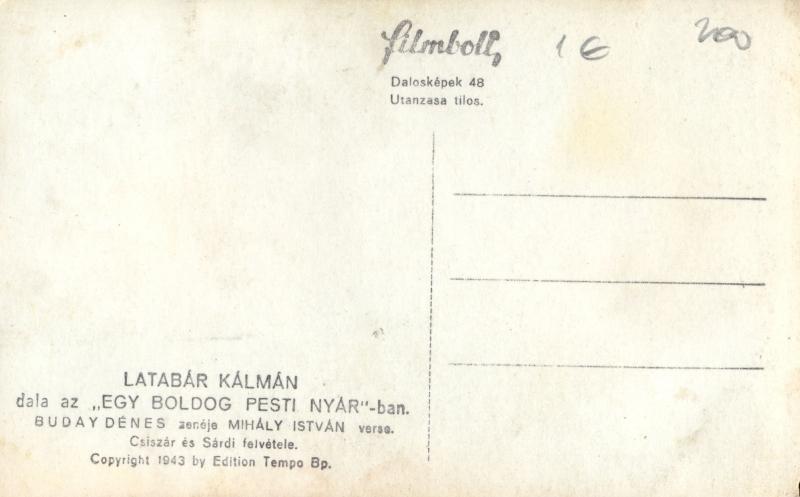 filmbolt
1 €
200
Dalosképek 48
Utanzasa tilos.
LATABÁR KÁLMÁN
dala az „EGY BOLDOG PESTI NYÁR"-ban.
BUDAY DÉNES zenéje MIHÁLY ISTVÁN verse.
Csiszár és Sárdi felvétele.
Copyright 1943 by Edition Tempo Bp.